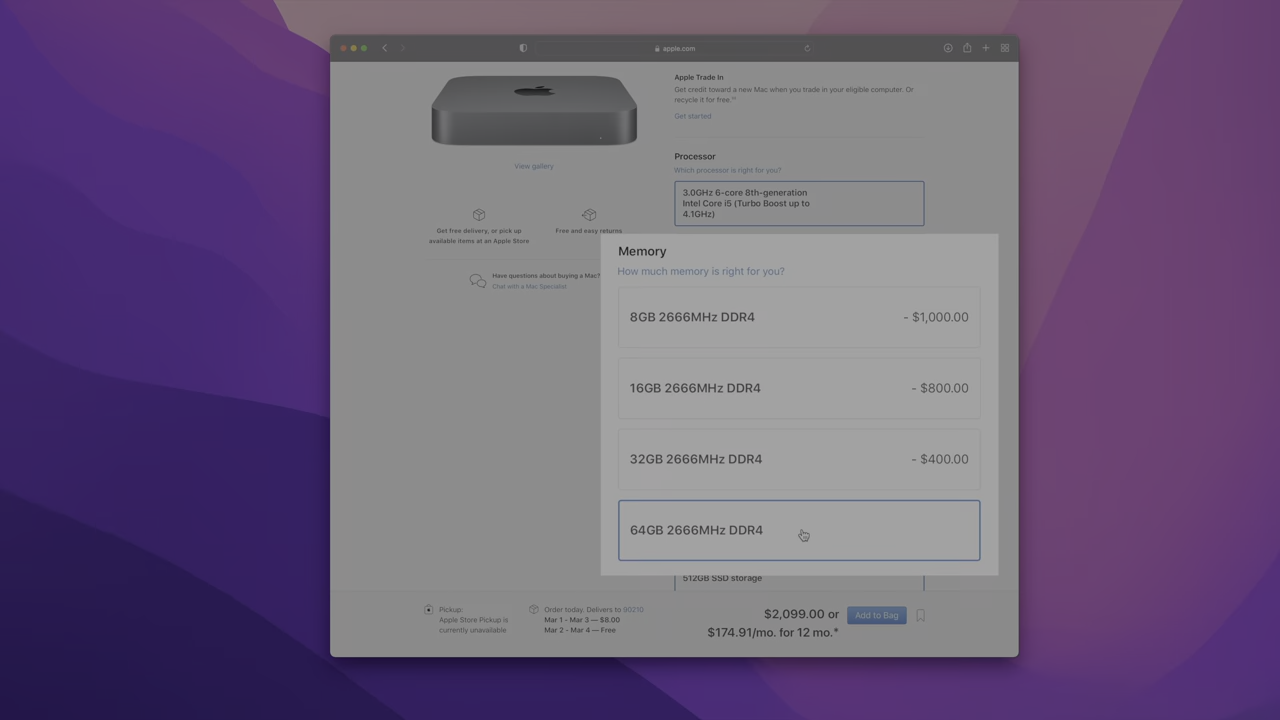 apple.com
Apple Trade In
Get credit toward a new Mac when you trade in your eligible computer. Or
recycle it for free.**
Get started
View gallery
Processor
Which processor is right for you?
3.0GHz 6-core 8th-generation
Intel Core i5 (Turbo Boost up to
4.1GHz)
Get free delivery, or pick up
available items at an Apple Store
Free and easy returns
Have questions about buying a Mac?
Chat with a Mac Specialist
Memory
How much memory is right for you?
8GB 2666MHz DDR4
- $1,000.00
16GB 2666MHz DDR4
- $800.00
32GB 2666MHz DDR4
- $400.00
64GB 2666MHz DDR4
512GB SSD storage
Pickup:
Apple Store Pickup is
currently unavailable
Order today. Delivers to 90210
Mar 1 - Mar 3 — $8.00
Mar 2 - Mar 4 — Free
$2,099.00 or
$174.91/mo. for 12 mo.*
Add to Bag